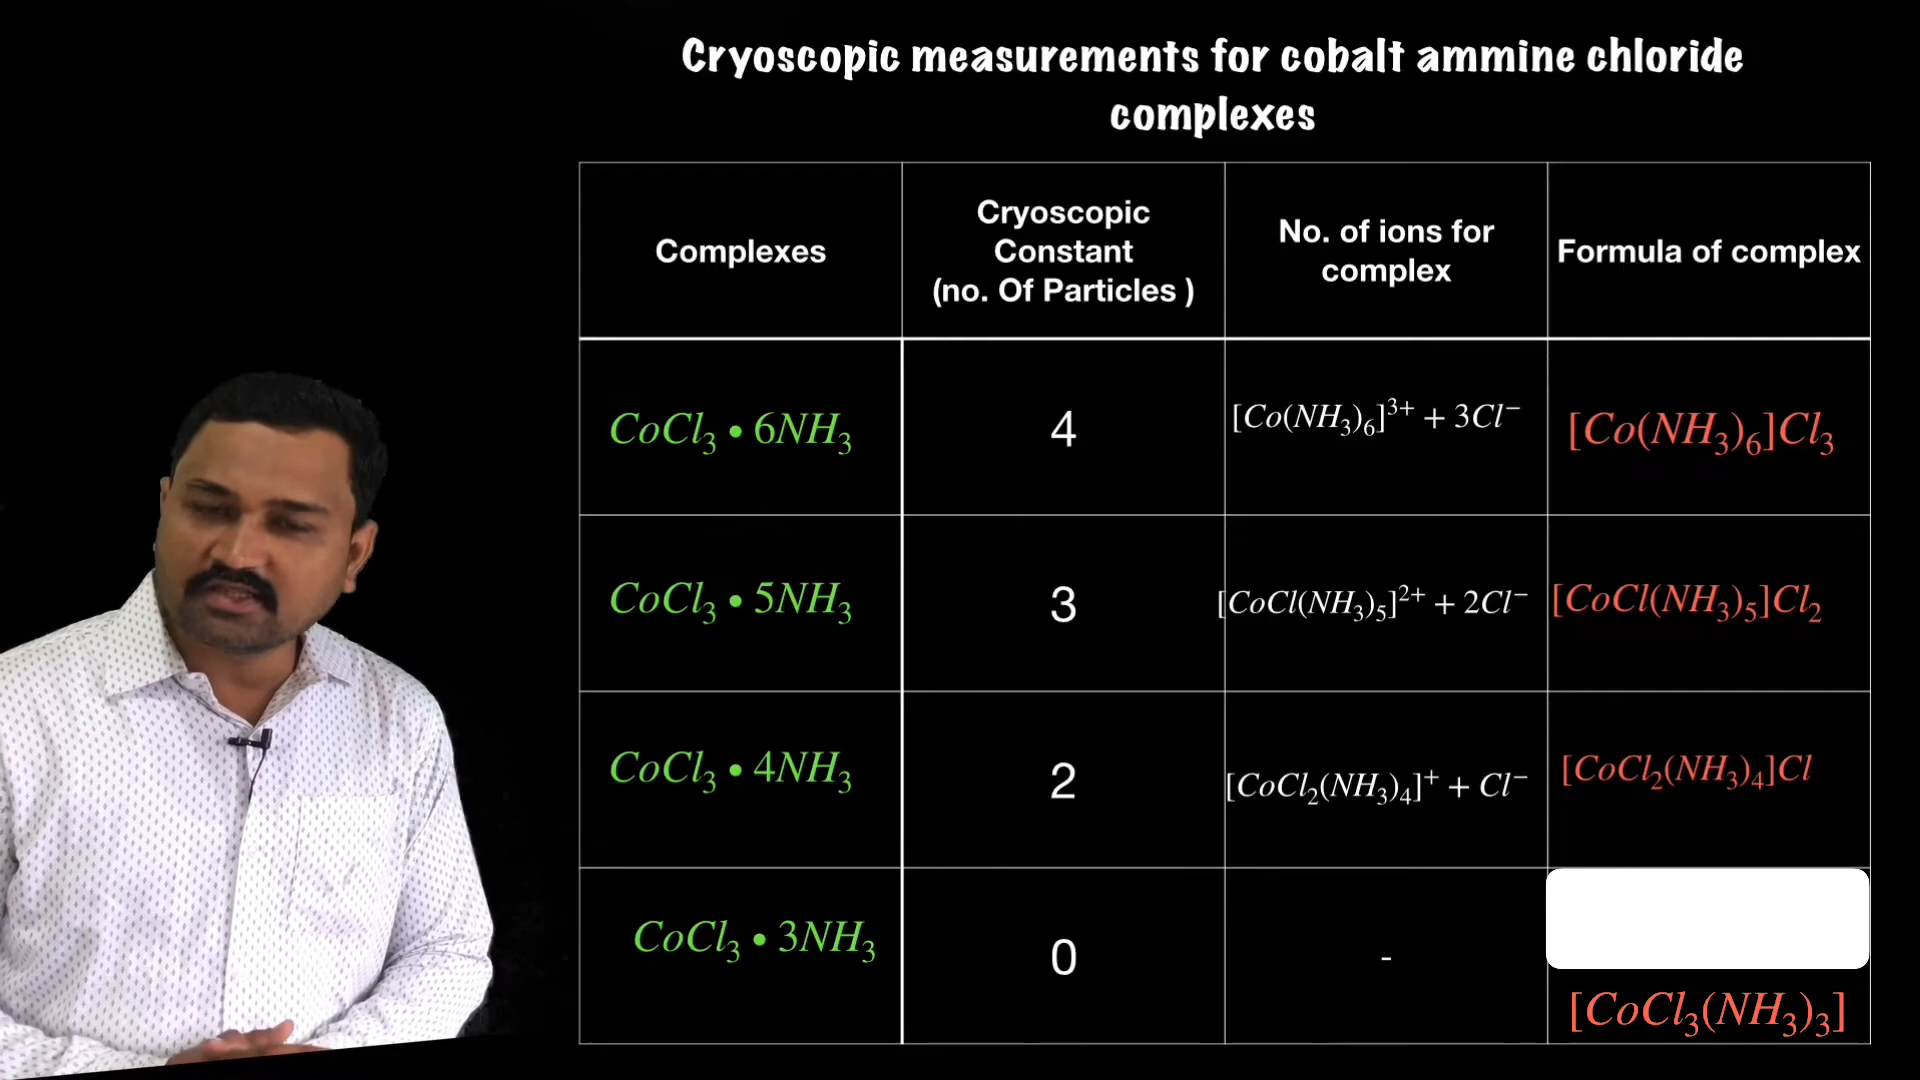 Cryoscopic measurements for cobalt ammine chloride
complexes
Complexes
Cryoscopic
Constant
(no. Of Particles )
No. of ions for
complex
Formula of complex
CoCl₃ • 6NH₃
4
[Co(NH₃)₆]³⁺ + 3Cl⁻
[Co(NH₃)₆]Cl₃
CoCl₃ • 5NH₃
3
[CoCl(NH₃)₅]²⁺ + 2Cl⁻
[CoCl(NH₃)₅]Cl₂
CoCl₃ • 4NH₃
2
[CoCl₂(NH₃)₄]⁺ + Cl⁻
[CoCl₂(NH₃)₄]Cl
CoCl₃ • 3NH₃
0
-
[CoCl₃(NH₃)₃]